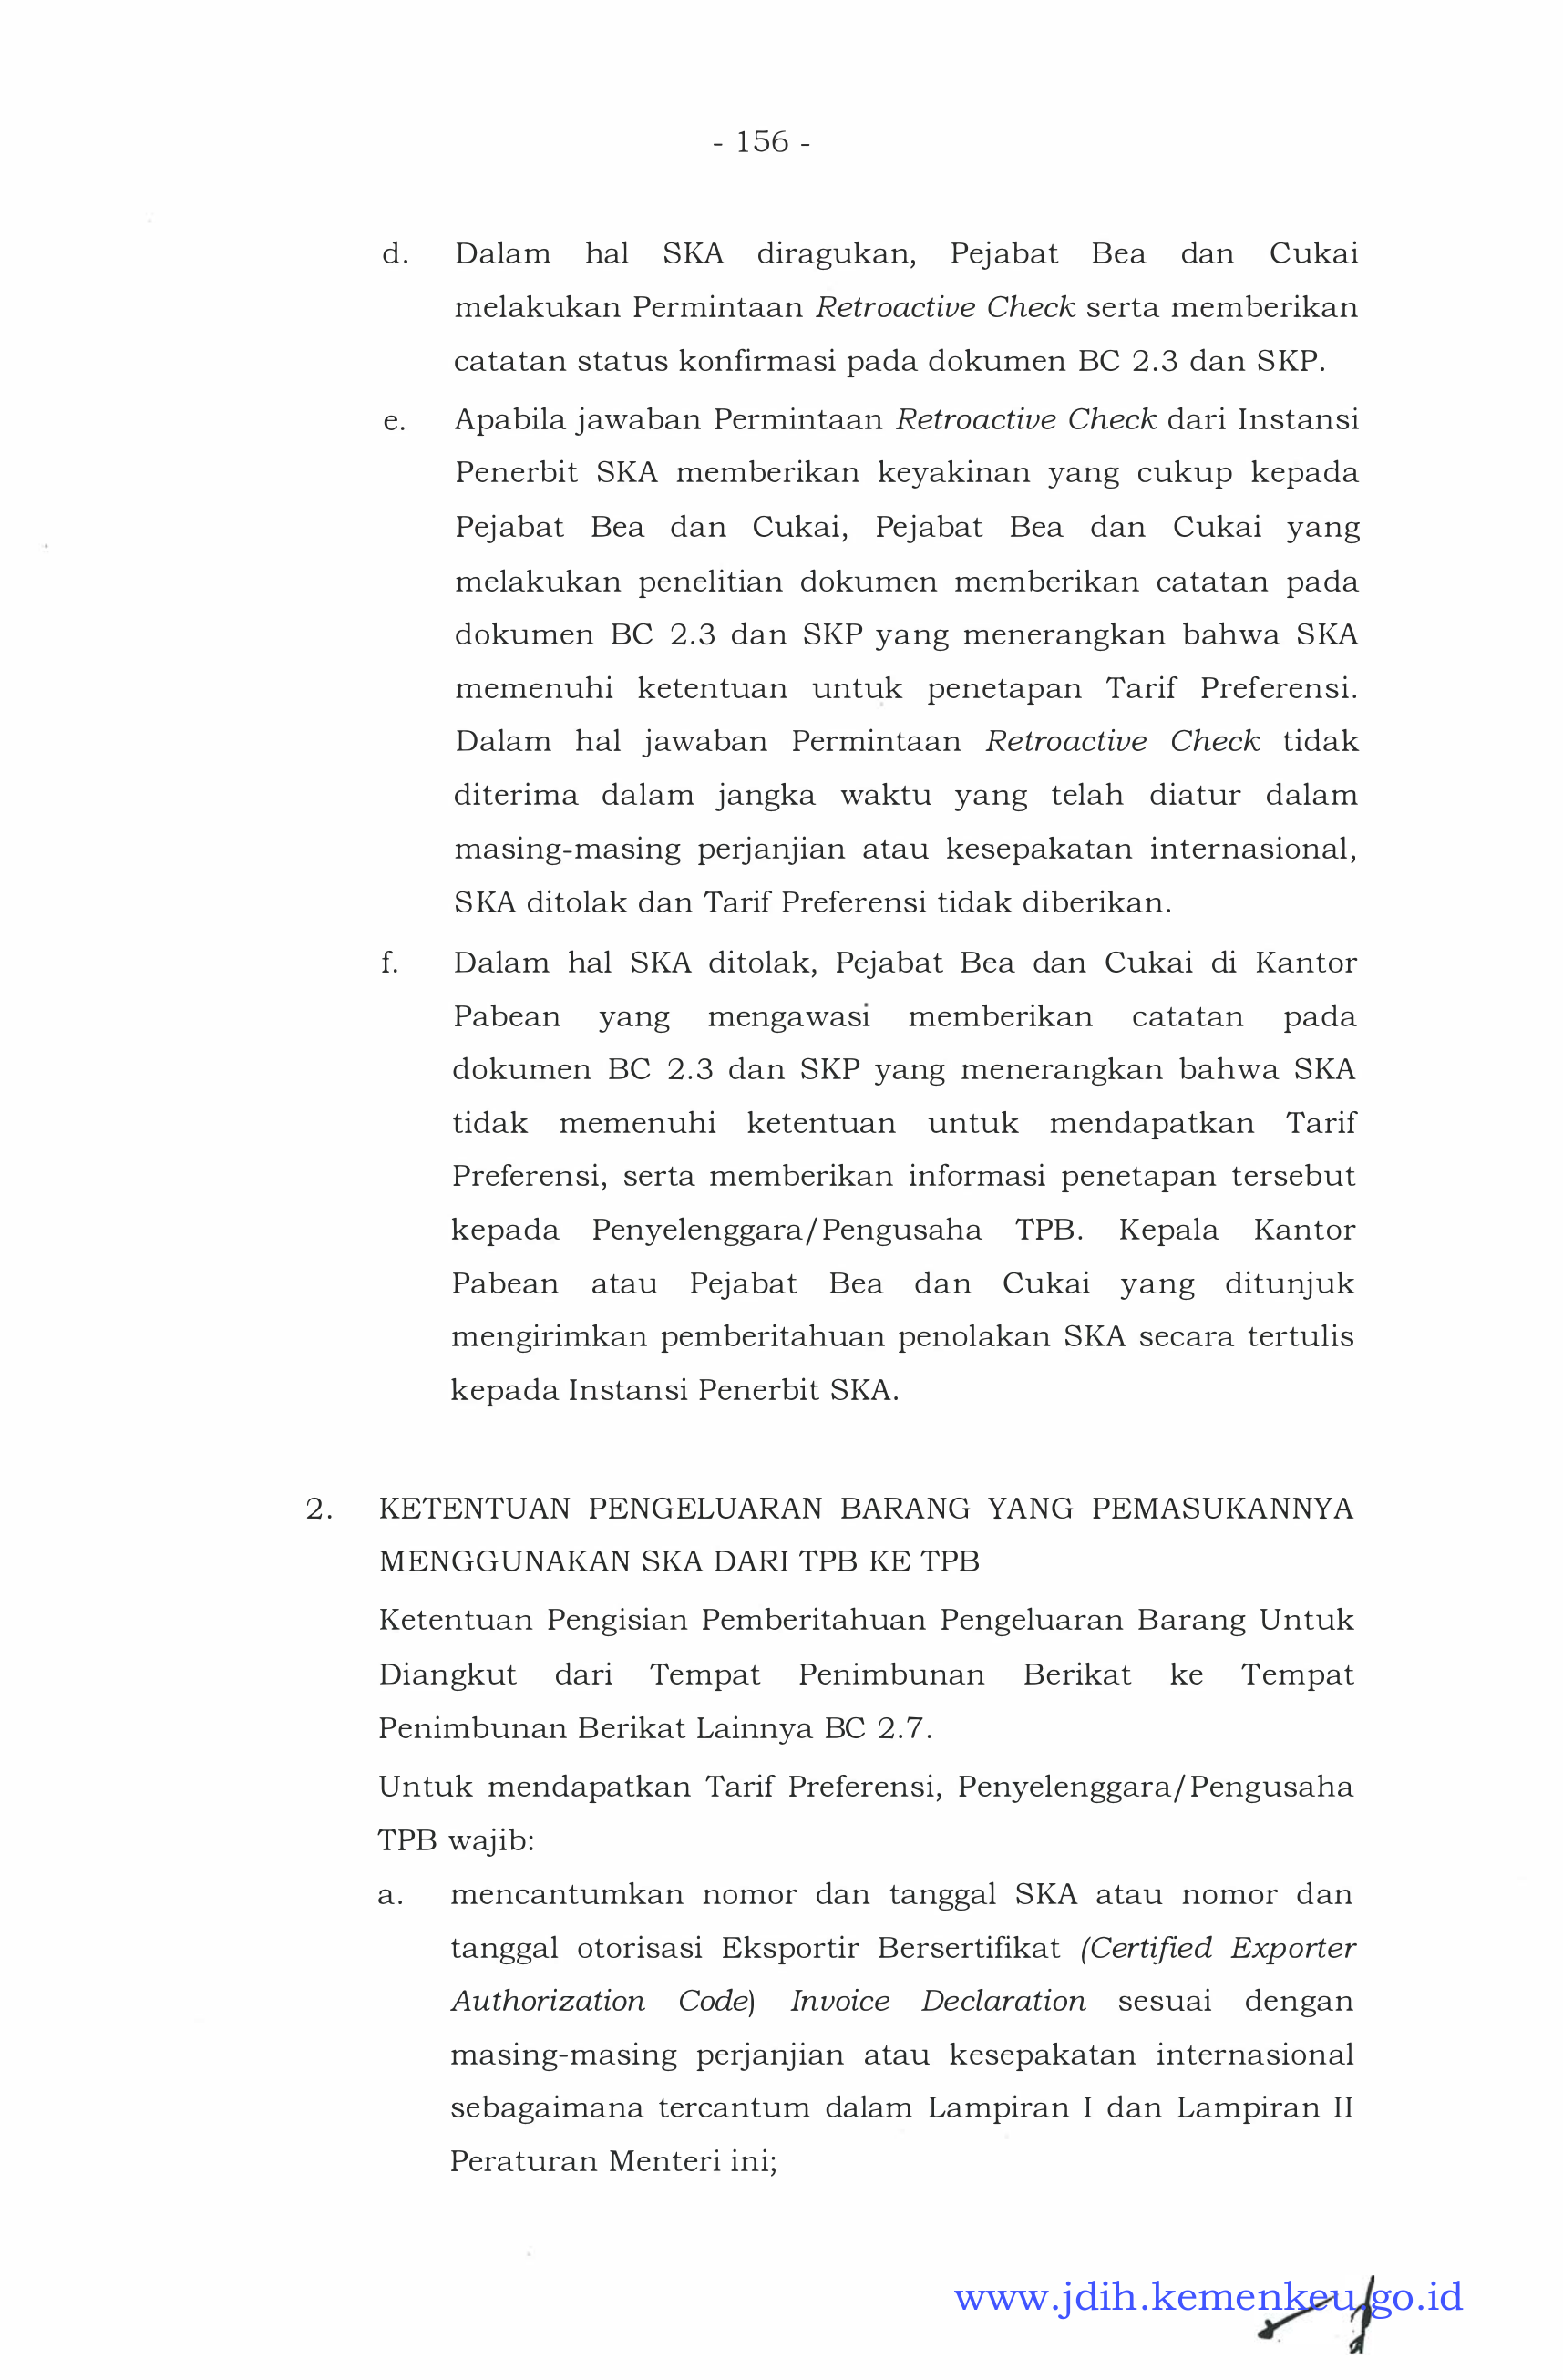 - 156 -
d. Dalam hal SKA diragukan, Pejabat Bea dan Cukai
melakukan Permintaan Retroactive Check serta memberikan
catatan status konfirmasi pada dokumen BC 2.3 dan SKP.
e. Apabila jawaban Permintaan Retroactive Check dari Instansi
Penerbit SKA memberikan keyakinan yang cukup kepada
Pejabat Bea dan Cukai, Pejabat Bea dan Cukai yang
melakukan penelitian dokumen memberikan catatan pada
dokumen BC 2.3 dan SKP yang menerangkan bahwa SKA
memenuhi ketentuan untuk penetapan Tarif Preferensi.
Dalam hal jawaban Permintaan Retroactive Check tidak
diterima dalam jangka waktu yang telah diatur dalam
masing-masing perjanjian atau kesepakatan internasional,
SKA ditolak dan Tarif Preferensi tidak diberikan.
f. Dalam hal SKA ditolak, Pejabat Bea dan Cukai di Kantor
Pabean yang mengawasi memberikan catatan pada
dokumen BC 2.3 dan SKP yang menerangkan bahwa SKA
tidak memenuhi ketentuan untuk mendapatkan Tarif
Preferensi, serta memberikan informasi penetapan tersebut
kepada Penyelenggara/Pengusaha TPB. Kepala Kantor
Pabean atau Pejabat Bea dan Cukai yang ditunjuk
mengirimkan pemberitahuan penolakan SKA secara tertulis
kepada Instansi Penerbit SKA.
2. KETENTUAN PENGELUARAN BARANG YANG PEMASUKANNYA
MENGGUNAKAN SKA DARI TPB KE TPB
Ketentuan Pengisian Pemberitahuan Pengeluaran Barang Untuk
Diangkut dari Tempat Penimbunan Berikat ke Tempat
Penimbunan Berikat Lainnya BC 2.7.
Untuk mendapatkan Tarif Preferensi, Penyelenggara/Pengusaha
TPB wajib:
a. mencantumkan nomor dan tanggal SKA atau nomor dan
tanggal otorisasi Eksportir Bersertifikat (Certified Exporter
Authorization Code) Invoice Declaration sesuai dengan
masing-masing perjanjian atau kesepakatan internasional
sebagaimana tercantum dalam Lampiran I dan Lampiran II
Peraturan Menteri ini;
www.jdih.kemenkeu.go.id